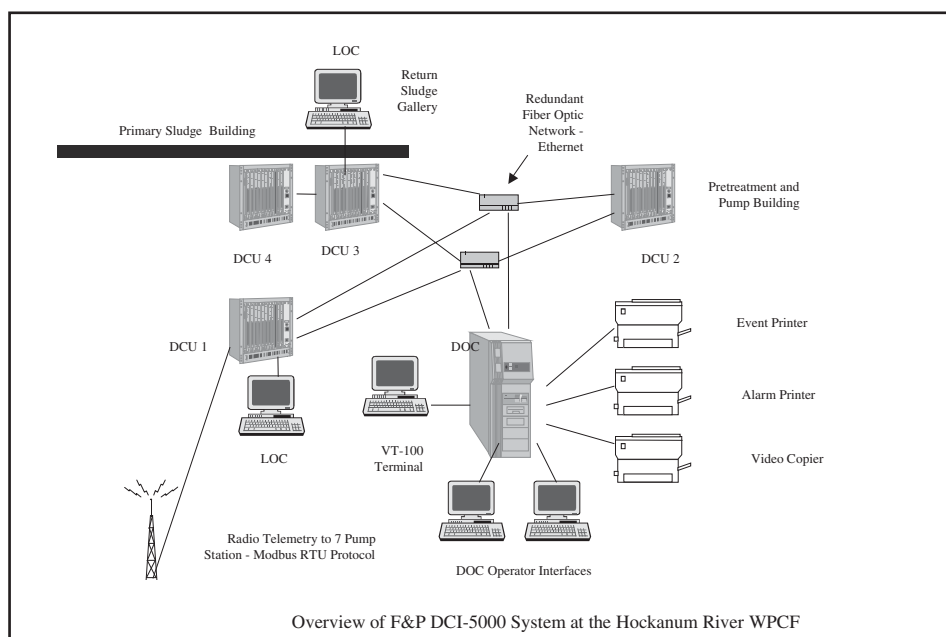 LOC
Return
Sludge
Gallery
Redundant
Fiber Optic
Network -
Ethernet
Primary Sludge Building
Pretreatment and
Pump Building
DCU 4
DCU 3
DCU 2
DCU 1
DOC
Event Printer
Alarm Printer
Video Copier
LOC
VT-100
Terminal
Radio Telemetry to 7 Pump
Station - Modbus RTU Protocol
DOC Operator Interfaces
Overview of F&P DCI-5000 System at the Hockanum River WPCF